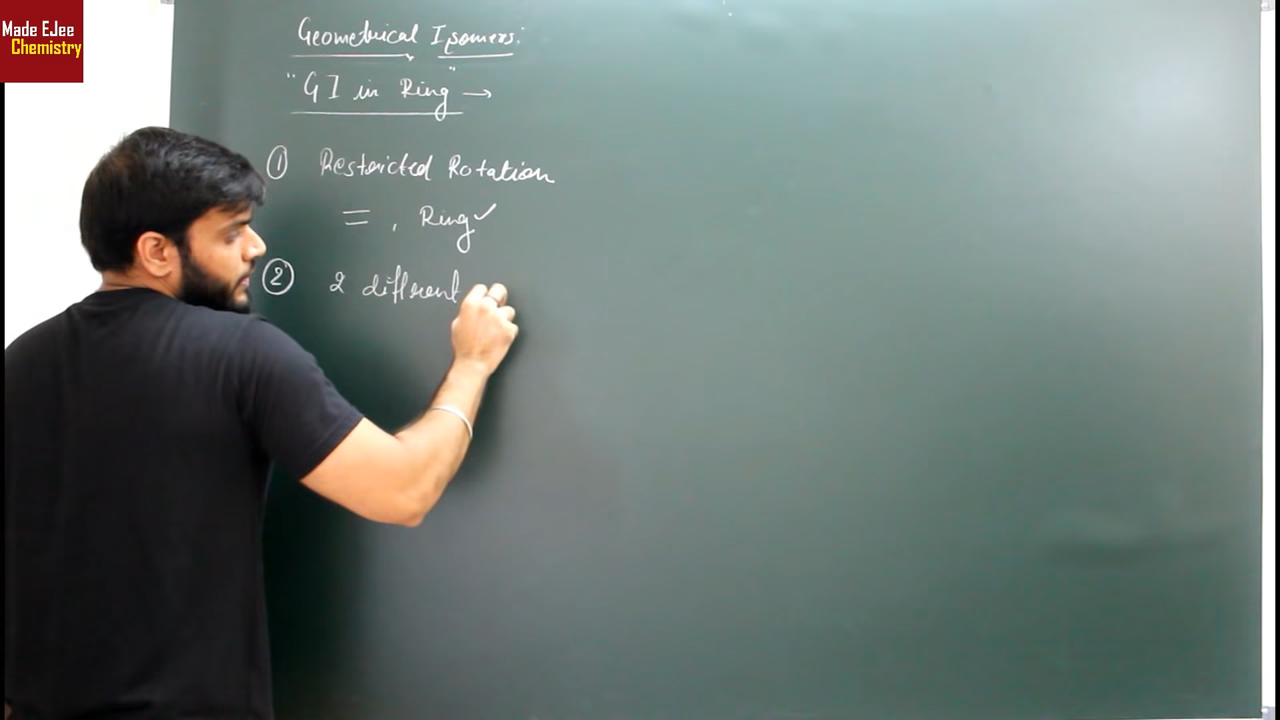 Made EJee
Chemistry
Geometrical Isomers:
"GI in Ring" →
① Restricted Rotation
= , Ring ✓
② 2 different